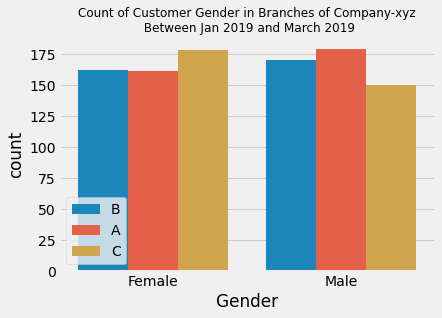 Count of Customer Gender in Branches of Company-xyz
Between Jan 2019 and March 2019
175
150
125
100
75
50
25
0
count
B
A
C
Female
Male
Gender